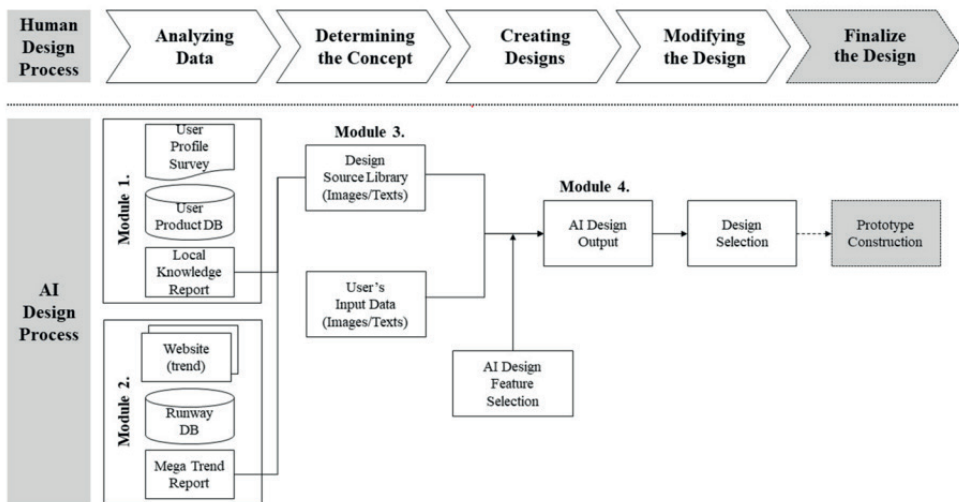 Human
Design
Process
Analyzing
Data
Determining
the Concept
Creating
Designs
Modifying
the Design
Finalize
the Design
AI
Design
Process
Module 1.
User
Profile
Survey
User
Product DB
Local
Knowledge
Report
Module 2.
Website
(trend)
Runway
DB
Mega Trend
Report
Module 3.
Design
Source Library
(Images/Texts)
User's
Input Data
(Images/Texts)
AI Design
Feature
Selection
Module 4.
AI Design
Output
Design
Selection
Prototype
Construction